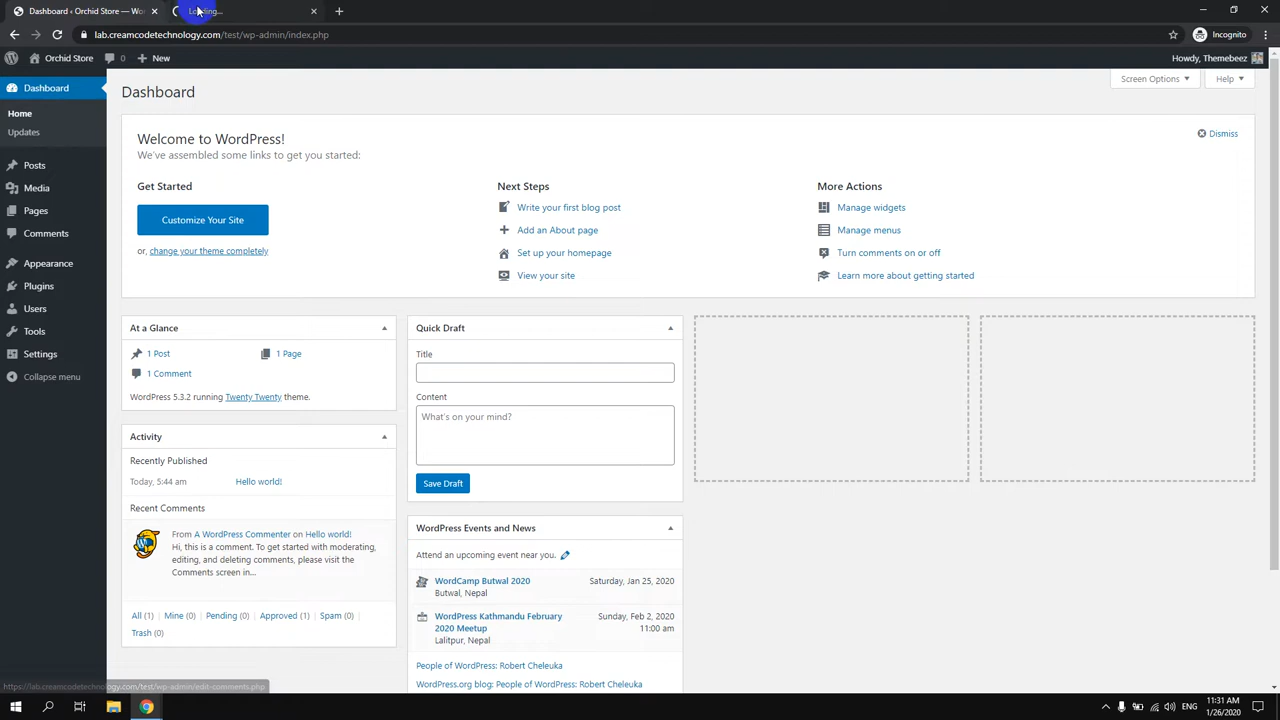 Dashboard ‹ Orchid Store — Wo
Loading...
lab.creamcodetechnology.com/test/wp-admin/index.php
Incognito
Orchid Store
0
New
Howdy, Themebeez
Dashboard
Home
Updates
Posts
Media
Pages
Comments
Appearance
Plugins
Users
Tools
Settings
Collapse menu
Screen Options
Help
Dashboard
Welcome to WordPress!
We've assembled some links to get you started:
Dismiss
Get Started
Customize Your Site
or, change your theme completely
Next Steps
Write your first blog post
Add an About page
Set up your homepage
View your site
More Actions
Manage widgets
Manage menus
Turn comments on or off
Learn more about getting started
At a Glance
1 Post
1 Page
1 Comment
WordPress 5.3.2 running Twenty Twenty theme.
Activity
Recently Published
Today, 5:44 am
Hello world!
Recent Comments
From A WordPress Commenter on Hello world!
Hi, this is a comment. To get started with moderating,
editing, and deleting comments, please visit the
Comments screen in...
All (1) | Mine (0) | Pending (0) | Approved (1) | Spam (0) |
Trash (0)
Quick Draft
Title
Content
What's on your mind?
Save Draft
WordPress Events and News
Attend an upcoming event near you.
WordCamp Butwal 2020
Saturday, Jan 25, 2020
Butwal, Nepal
WordPress Kathmandu February
2020 Meetup
Sunday, Feb 2, 2020
11:00 am
Lalitpur, Nepal
People of WordPress: Robert Cheleuka
WordPress.org blog: People of WordPress: Robert Cheleuka
https://lab.creamcodetechnology.com/test/wp-admin/edit-comments.php
ENG
11:31 AM
1/26/2020